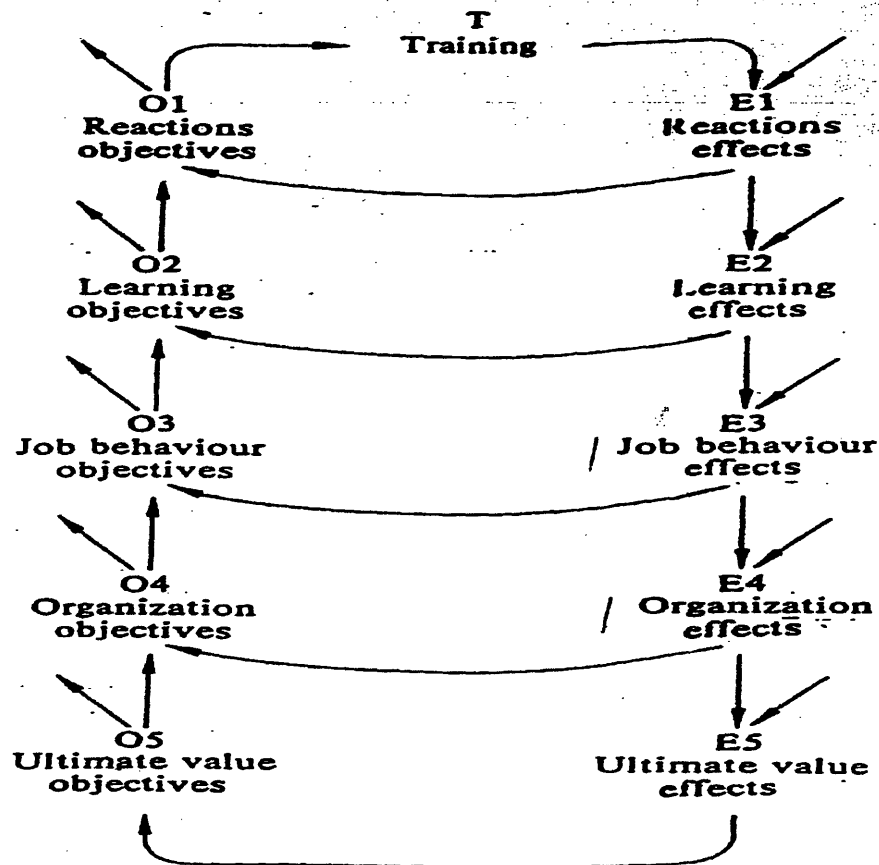 T
Training
O1
Reactions
objectives
E1
Reactions
effects
O2
Learning
objectives
E2
Learning
effects
O3
Job behaviour
objectives
E3
Job behaviour
effects
O4
Organization
objectives
E4
Organization
effects
O5
Ultimate value
objectives
E5
Ultimate value
effects